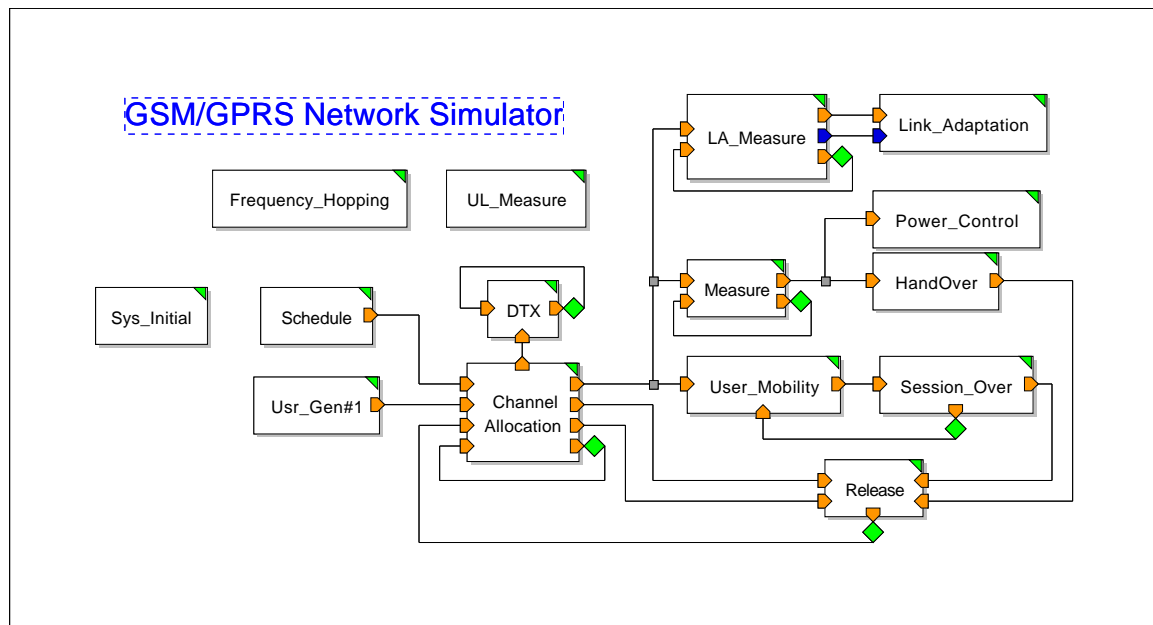 GSM/GPRS Network Simulator
LA_Measure
Link_Adaptation
Frequency_Hopping
UL_Measure
Power_Control
Measure
HandOver
Sys_Initial
Schedule
DTX
Usr_Gen#1
Channel
Allocation
User_Mobility
Session_Over
Release